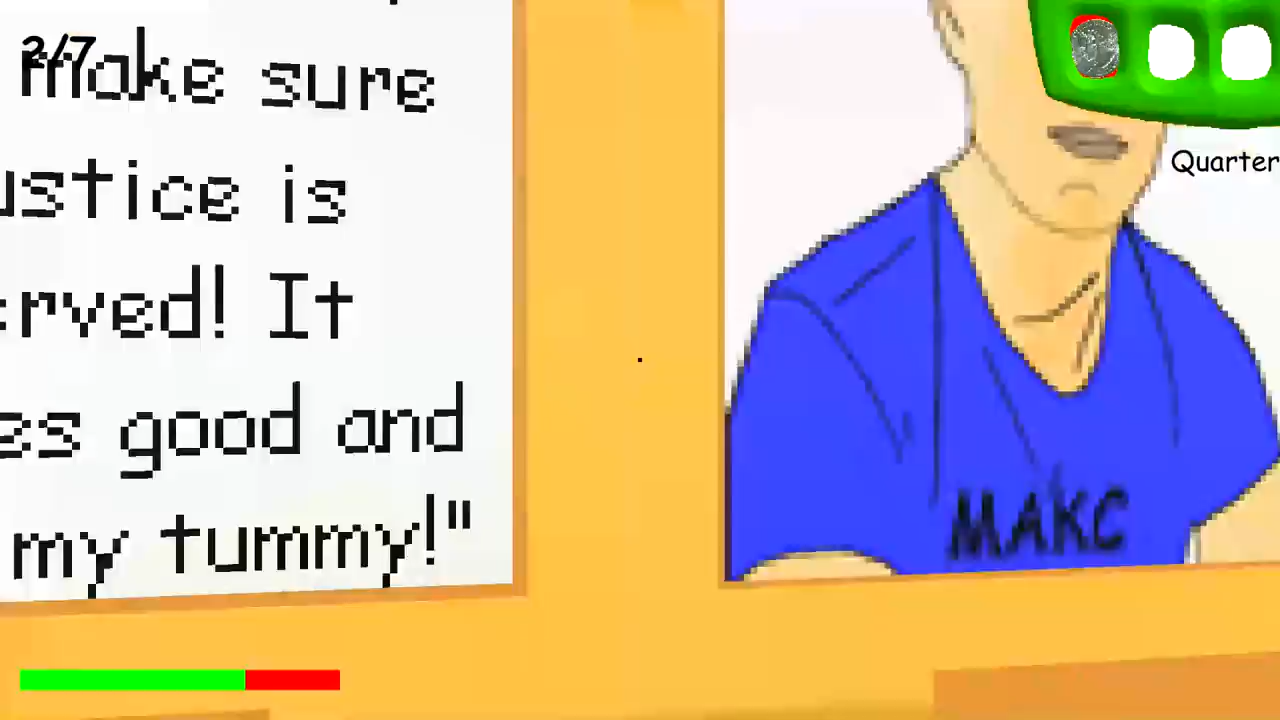 2/7
make sure
ustice is
rved! It
es good and
my tummy!"
MAKC
Quarter